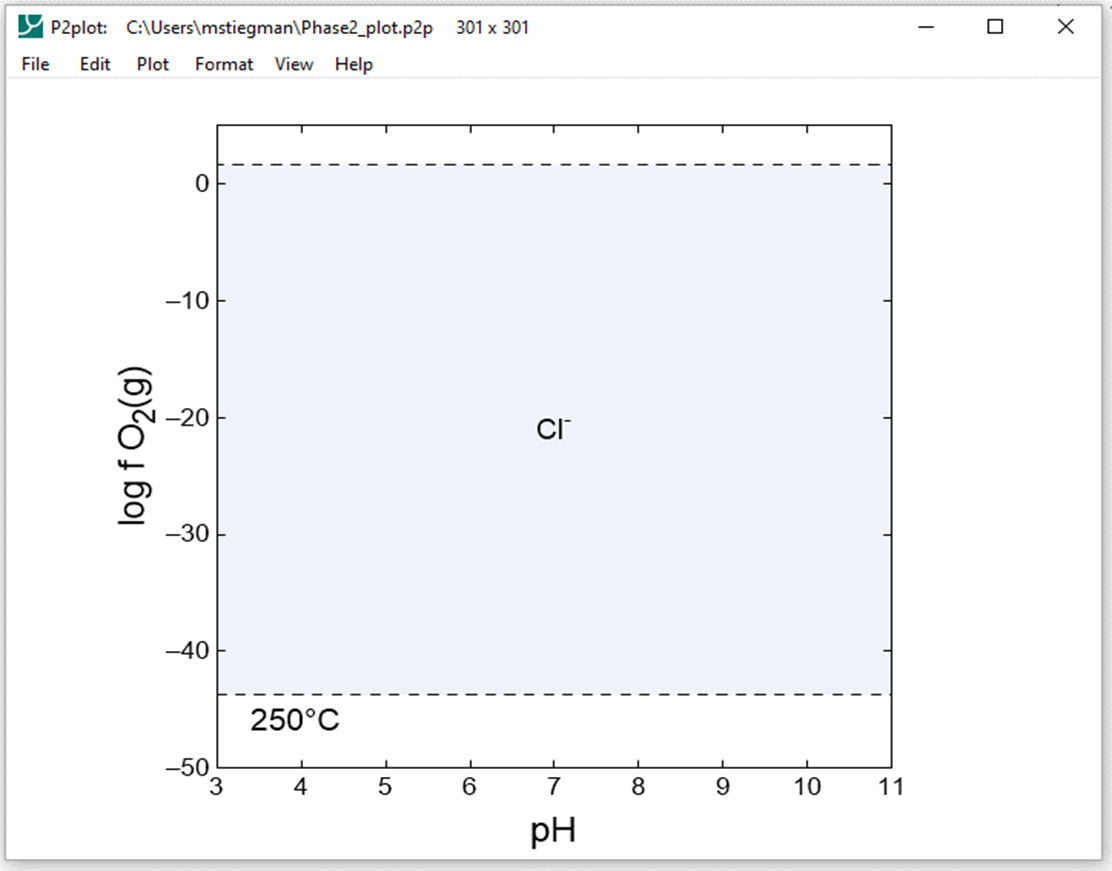 P2plot: C:\Users\mstiegman\Phase2_plot.p2p 301 x 301
File Edit Plot Format View Help
0
–10
–20
–30
–40
–50
log f O₂(g)
Cl⁻
250°C
3 4 5 6 7 8 9 10 11
pH